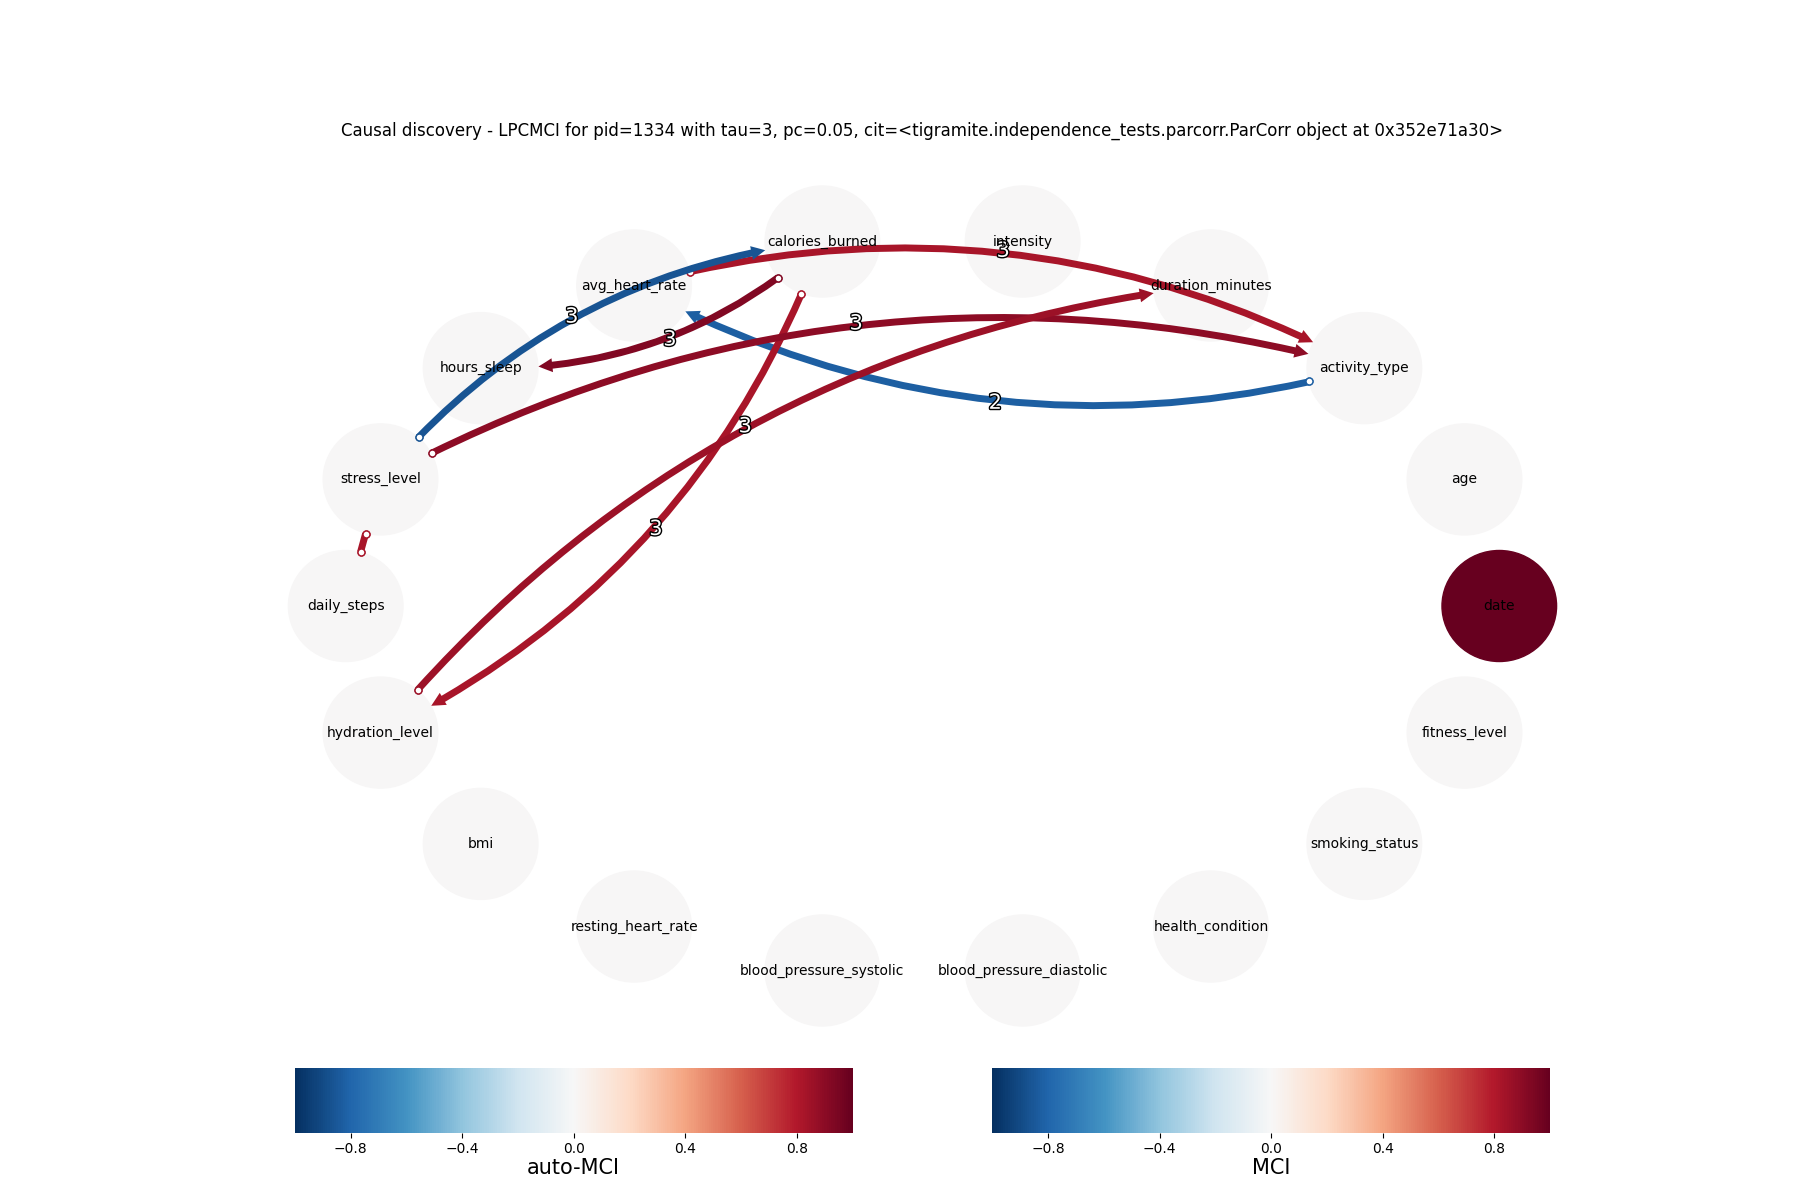 Causal discovery - LPCMCI for pid=1334 with tau=3, pc=0.05, cit=<tigramite.independence_tests.parcorr.ParCorr object at 0x352e71a30>
calories_burned
intensity
3
avg_heart_rate
duration_minutes
3
3
3
hours_sleep
activity_type
2
3
stress_level
age
3
daily_steps
date
hydration_level
fitness_level
bmi
smoking_status
resting_heart_rate
health_condition
blood_pressure_systolic
blood_pressure_diastolic
−0.8 −0.4 0.0 0.4 0.8
auto-MCI
−0.8 −0.4 0.0 0.4 0.8
MCI